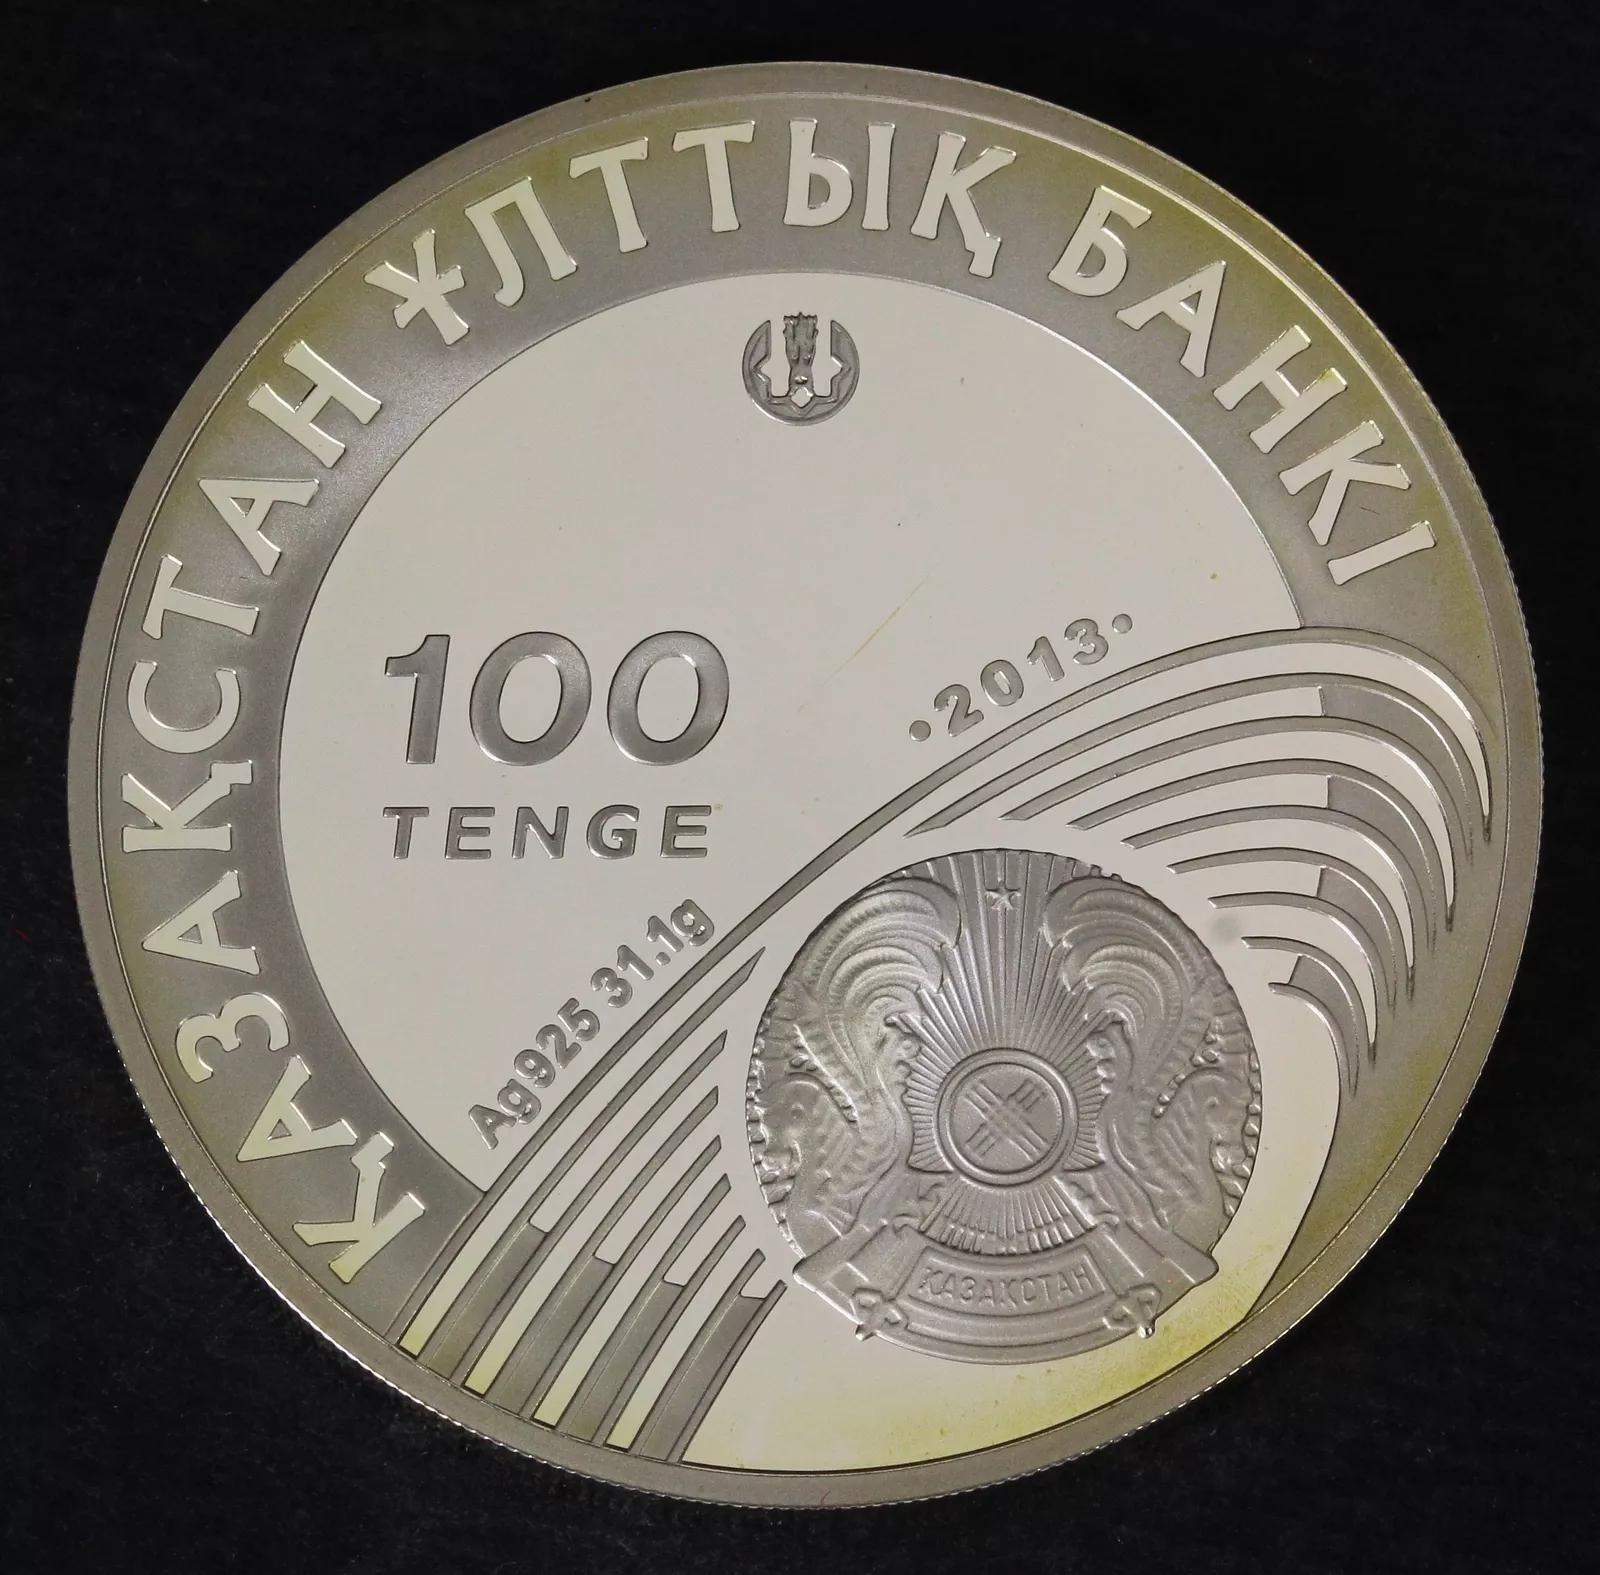 ҚАЗАҚСТАН ҰЛТТЫҚ БАНКІ
100
TENGE
•2013•
Ag925 31.1g
ҚАЗАҚСТАН